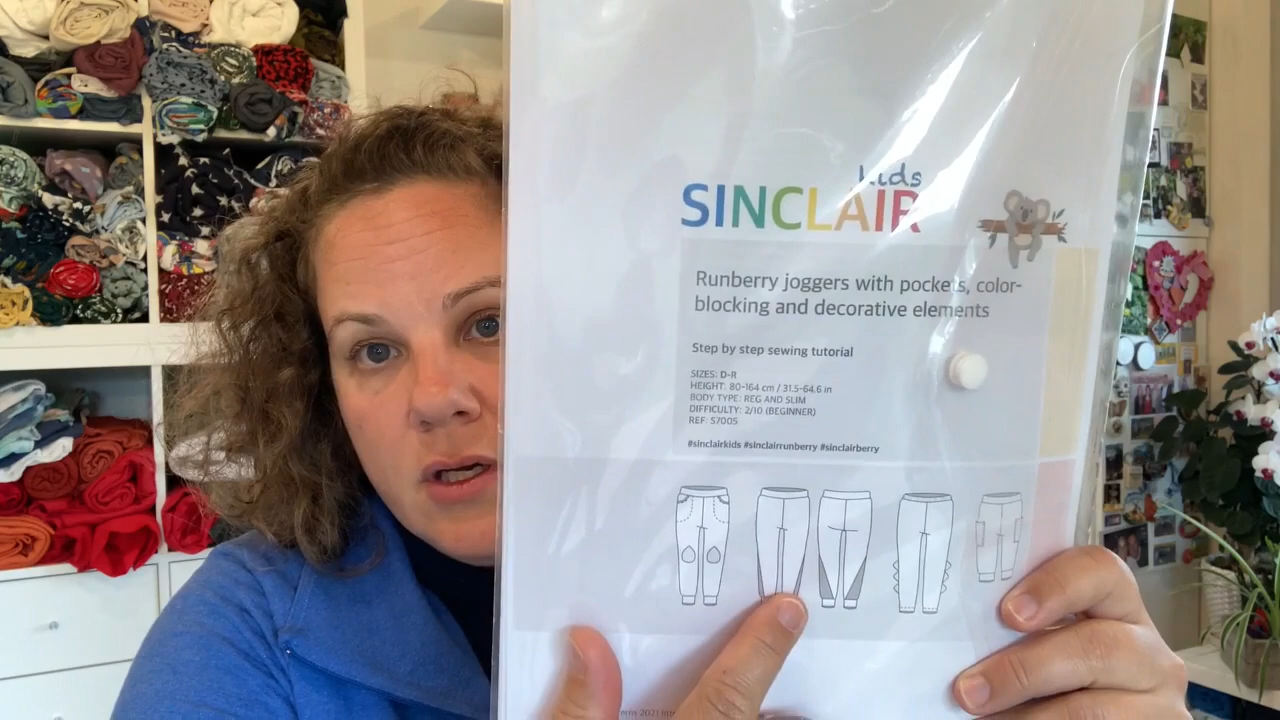 kids
SINCLAIR
Runberry joggers with pockets, color-
blocking and decorative elements
Step by step sewing tutorial
SIZES: D-R
HEIGHT: 80-164 cm / 31.5-64.6 in
BODY TYPE: REG AND SLIM
DIFFICULTY: 2/10 (BEGINNER)
REF: S7005
#sinclairkids #sinclairrunberry #sinclairberry
2021